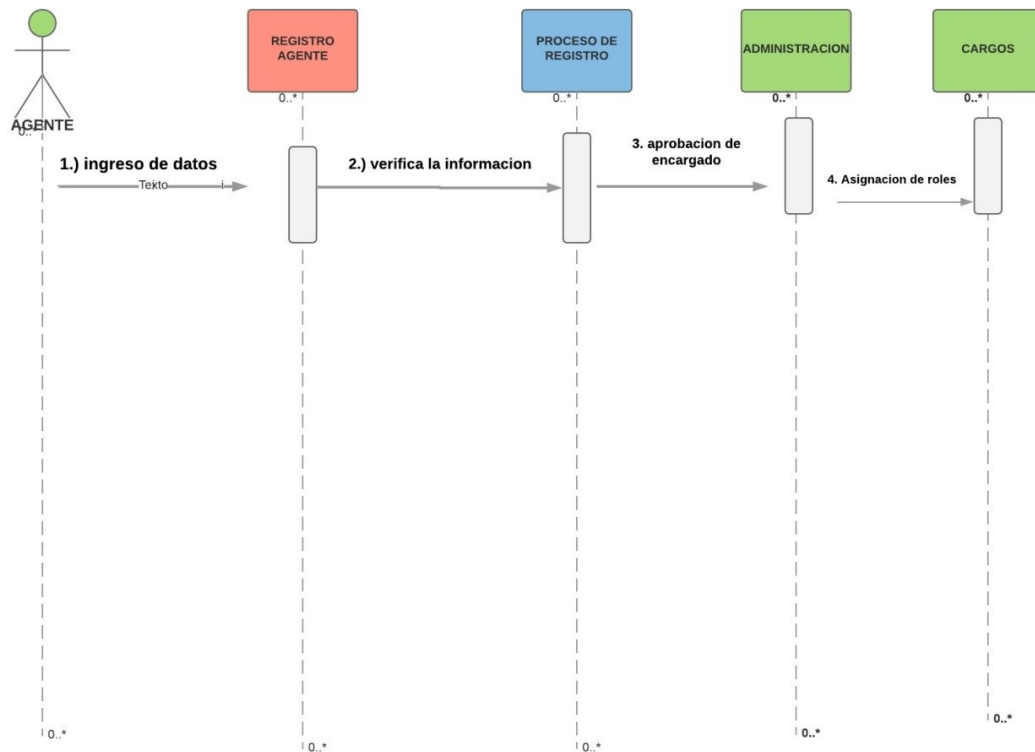 REGISTRO
AGENTE
PROCESO DE
REGISTRO
ADMINISTRACION
CARGOS
0..*
0..*
0..*
0..*
AGENTE
0..*
1.) ingreso de datos
Texto
i
2.) verifica la informacion
3. aprobacion de
encargado
4. Asignacion de roles
0..*
0..*
0..*
0..*
0..*